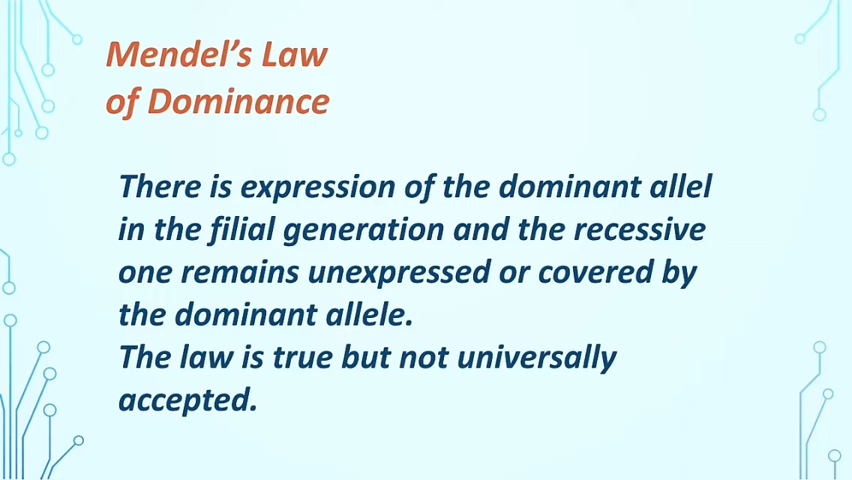 Mendel’s Law
of Dominance
There is expression of the dominant allel
in the filial generation and the recessive
one remains unexpressed or covered by
the dominant allele.
The law is true but not universally
accepted.